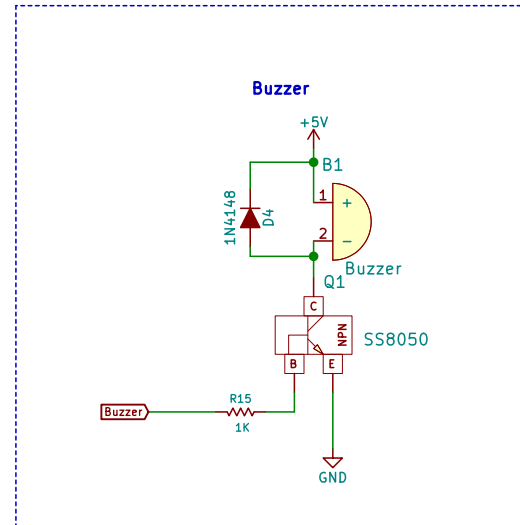 Buzzer
+5V
B1
1
+
1N4148
D4
2
−
Buzzer
Q1
C
NPN
SS8050
B
E
R15
Buzzer
1K
GND